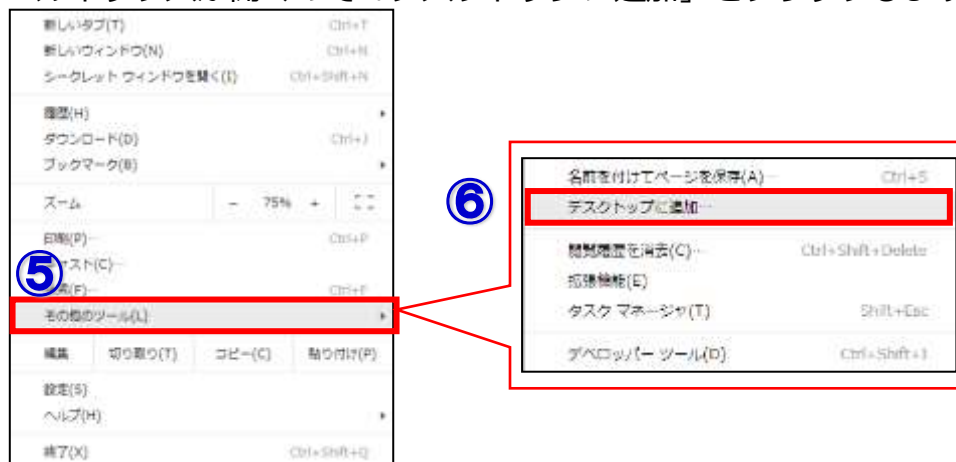 新しいタブ(T) Ctrl+T
新しいウィンドウ(N) Ctrl+N
シークレット ウィンドウを開く(I) Ctrl+Shift+N
履歴(H)
ダウンロード(D) Ctrl+J
ブックマーク(B)
ズーム - 75% +
印刷(P)… Ctrl+P
ャスト(C)…
(F)… Ctrl+F
その他のツール(L)
編集 切り取り(T) コピー(C) 貼り付け(P)
設定(S)
ヘルプ(H)
終了(X) Ctrl+Shift+Q
⑤
⑥
名前を付けてページを保存(A)… Ctrl+S
デスクトップに追加…
閲覧履歴を消去(C)… Ctrl+Shift+Delete
拡張機能(E)
タスク マネージャ(T) Shift+Esc
デベロッパー ツール(D) Ctrl+Shift+I